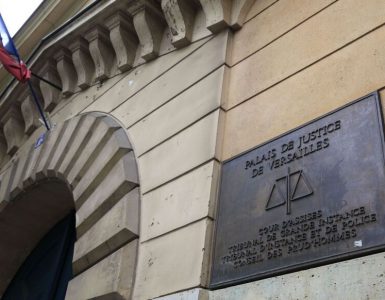 PALAIS DE JUSTICE
DE VERSAILLES
COUR D'ASSISES
TRIBUNAL DE GRANDE INSTANCE
TRIBUNAL D'INSTANCE ET DE POLICE
CONSEIL DES PRUD'HOMMES